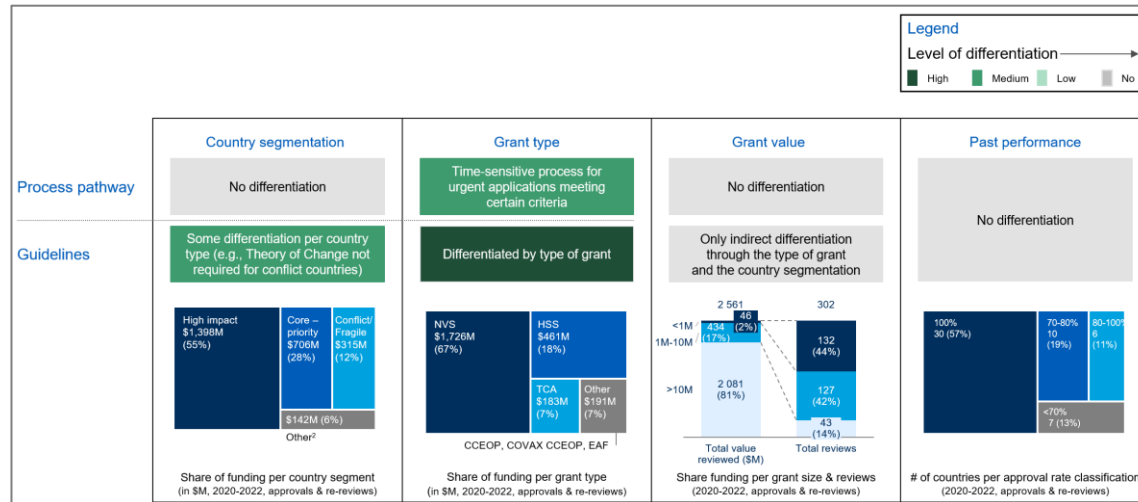 Legend
Level of differentiation
High
Medium
Low
No
Country segmentation
Grant type
Grant value
Past performance
Process pathway
No differentiation
Time-sensitive process for
urgent applications meeting
certain criteria
No differentiation
No differentiation
Guidelines
Some differentiation per country
type (e.g., Theory of Change not
required for conflict countries)
Differentiated by type of grant
Only indirect differentiation
through the type of grant
and the country segmentation
High impact
$1,398M
(55%)
Core –
priority
$706M
(28%)
Conflict/
Fragile
$315M
(12%)
$142M (6%)
Other²
Share of funding per country segment
(in $M, 2020-2022, approvals & re-reviews)
NVS
$1,726M
(67%)
HSS
$461M
(18%)
TCA
$183M
(7%)
Other
$191M
(7%)
CCEOP, COVAX CCEOP, EAF
Share of funding per grant type
(in $M, 2020-2022, approvals & re-reviews)
2 561
302
<1M
46
(2%)
1M-10M
434
(17%)
>10M
2 081
(81%)
132
(44%)
127
(42%)
43
(14%)
Total value
reviewed ($M)
Total reviews
Share funding per grant size & reviews
(2020-2022, approvals & re-reviews)
100%
30 (57%)
70-80%
10
(19%)
80-100%
6
(11%)
<70%
7 (13%)
# of countries per approval rate classification
(2020-2022, approvals & re-reviews)